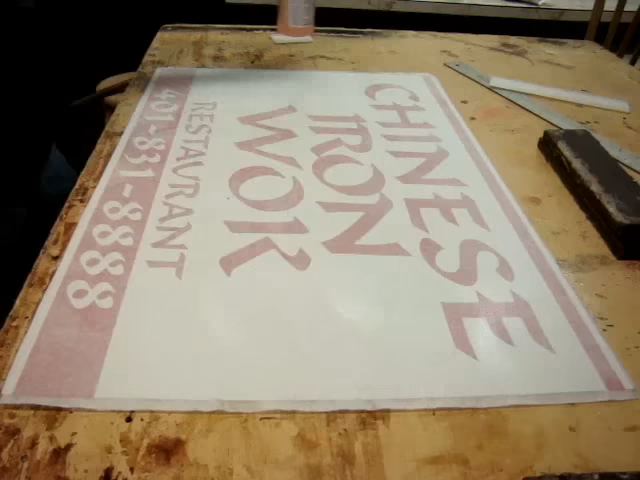 CHINESE
IRON
WOK
RESTAURANT
401-831-8888